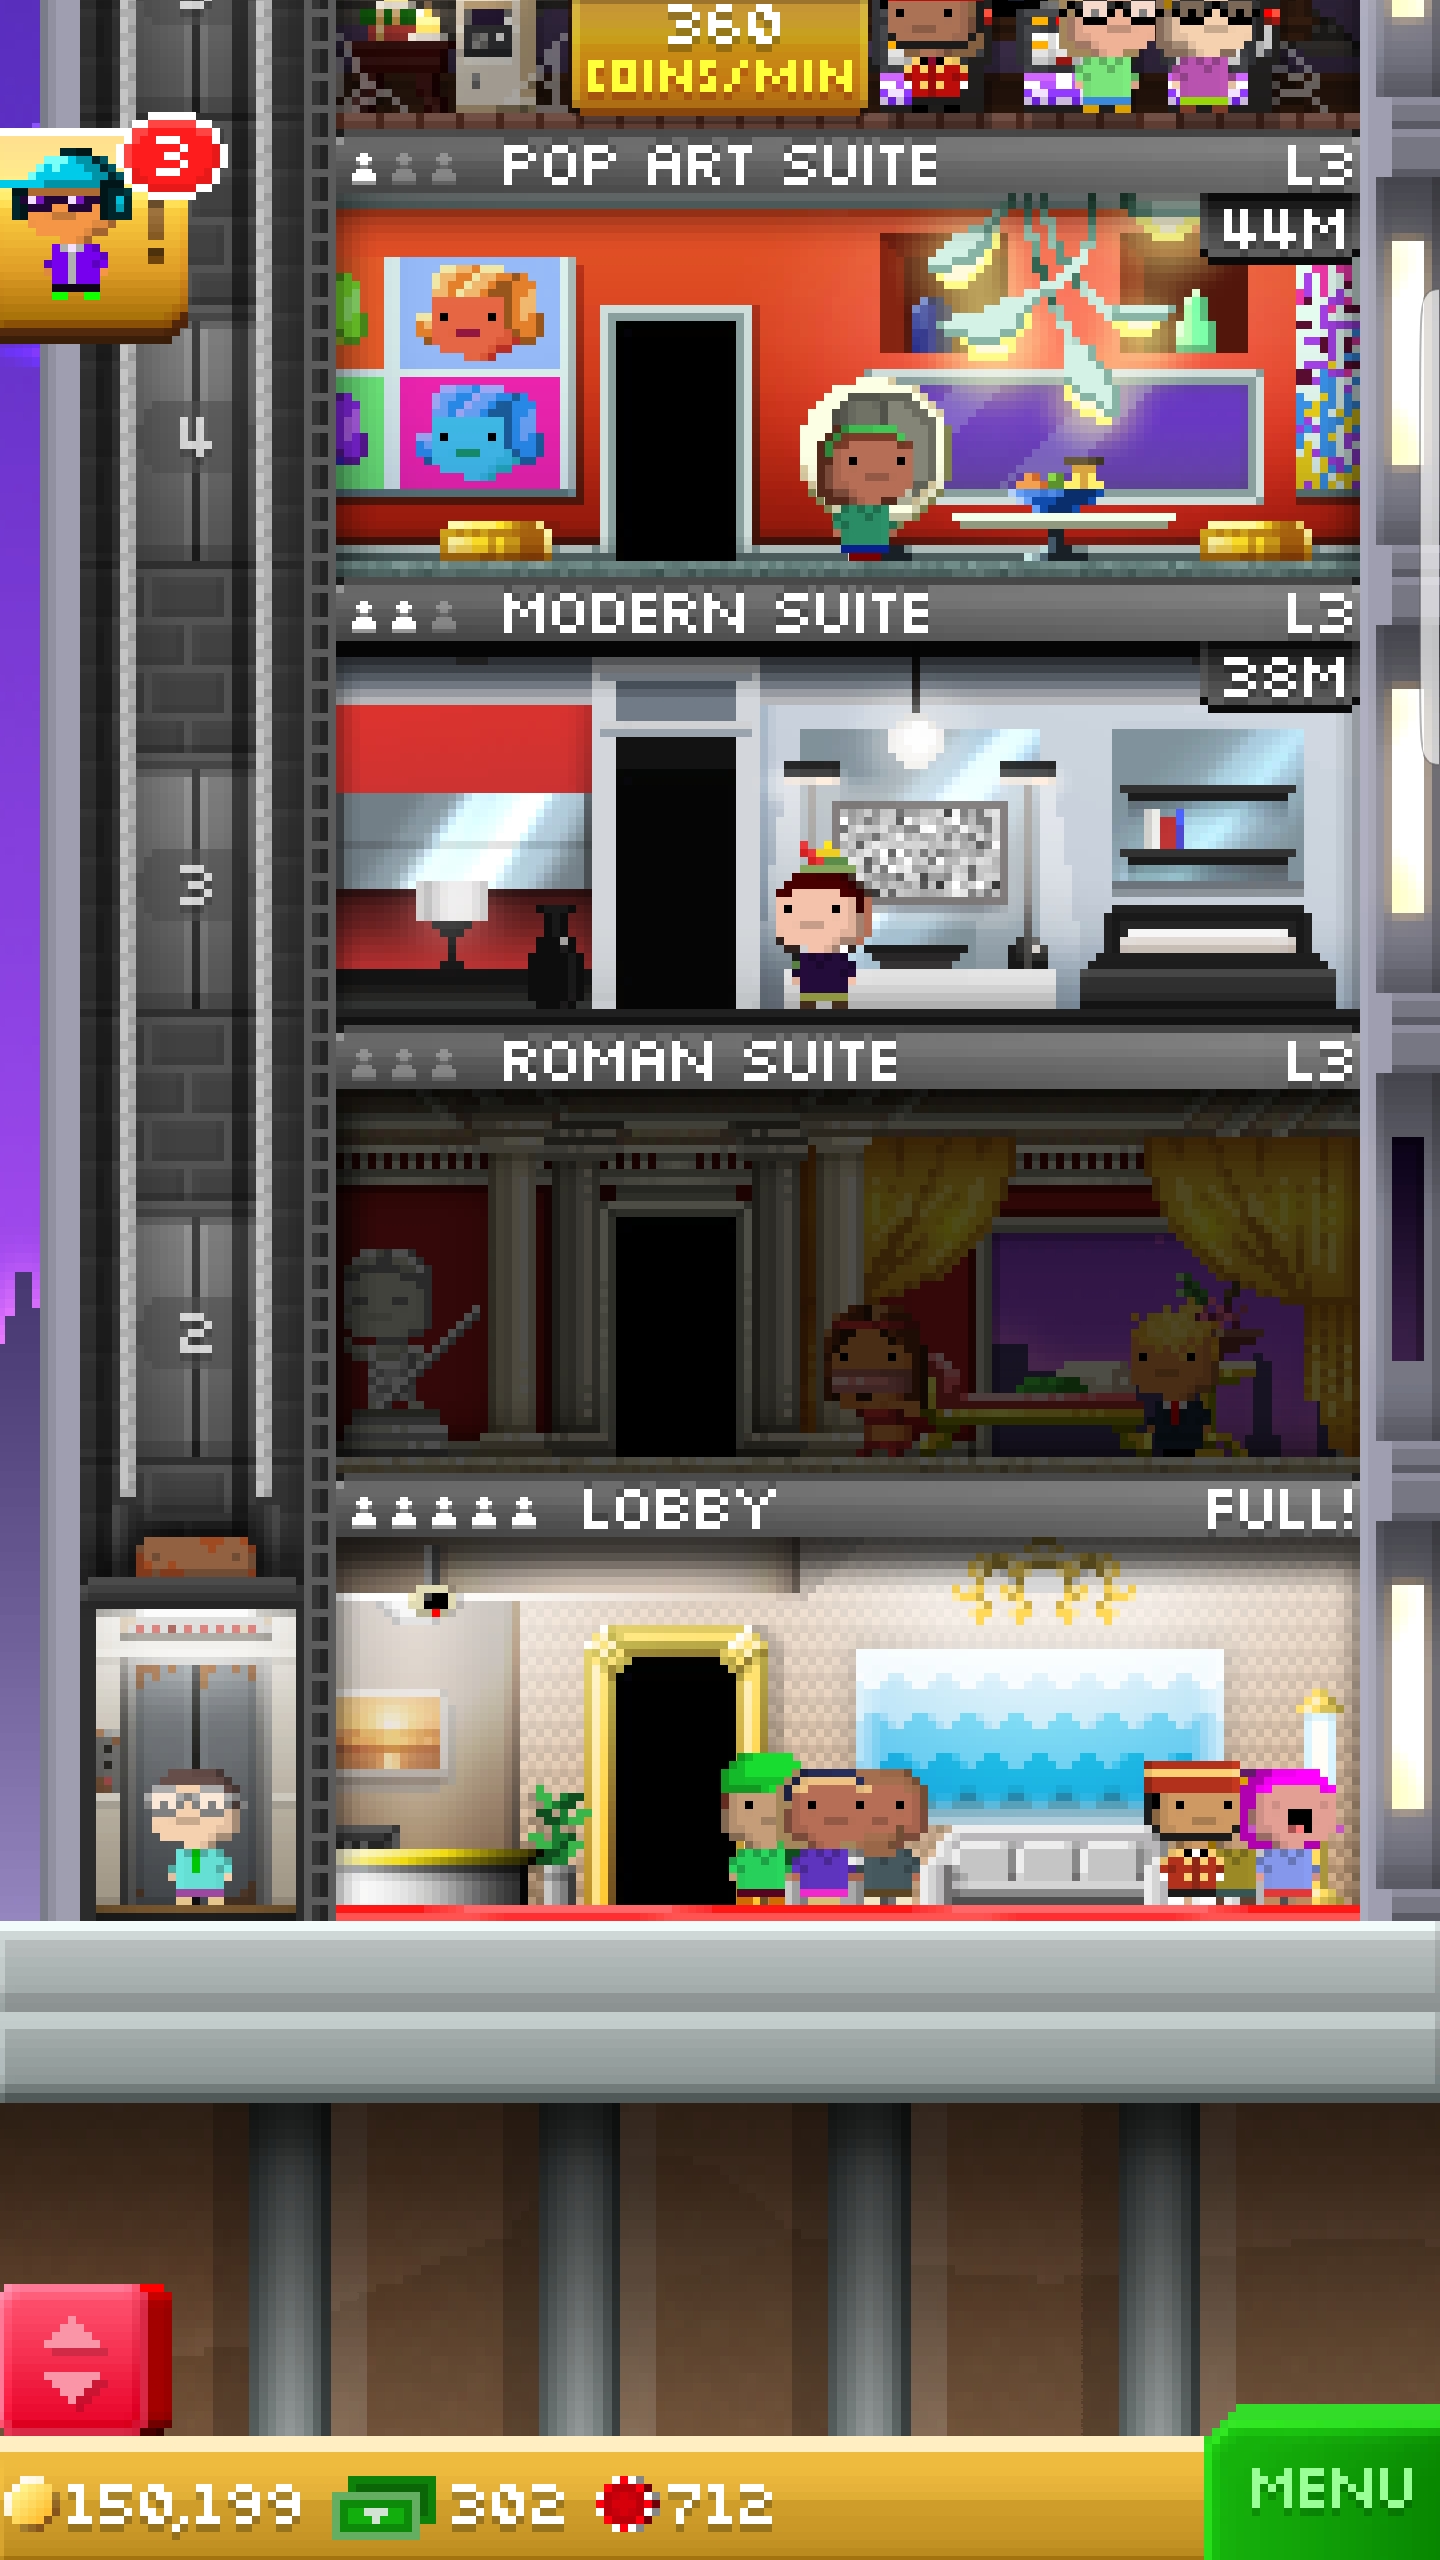 360
COINS/MIN
3
POP ART SUITE L3
44M
4
MODERN SUITE L3
38M
3
ROMAN SUITE L3
2
LOBBY FULL!
150,199 302 712
MENU